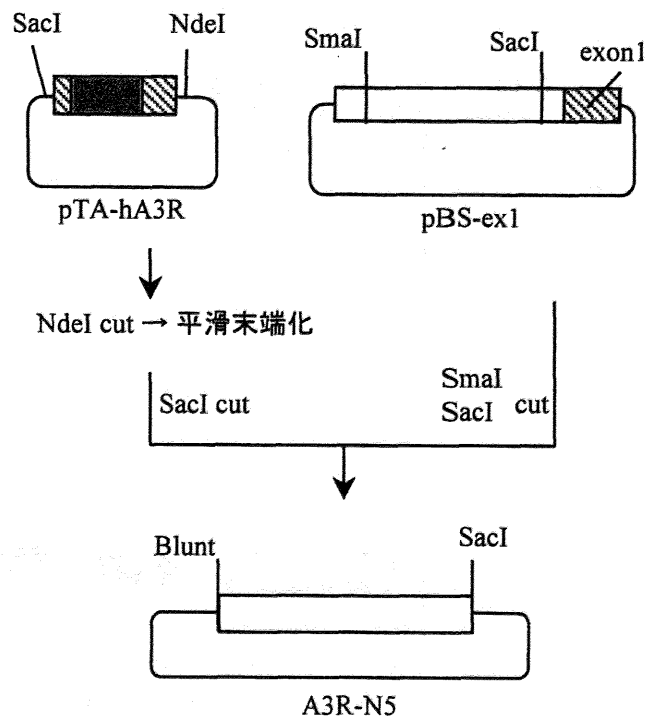 SacI
NdeI
SmaI
SacI
exon1
pTA-hA3R
pBS-ex1
NdeI cut → 平滑末端化
SacI cut
SmaI
SacI cut
Blunt
SacI
A3R-N5